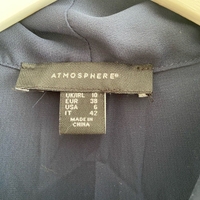 ATMOSPHERE®
UK/IRL 10
EUR 38
USA 6
IT 42
MADE IN
CHINA